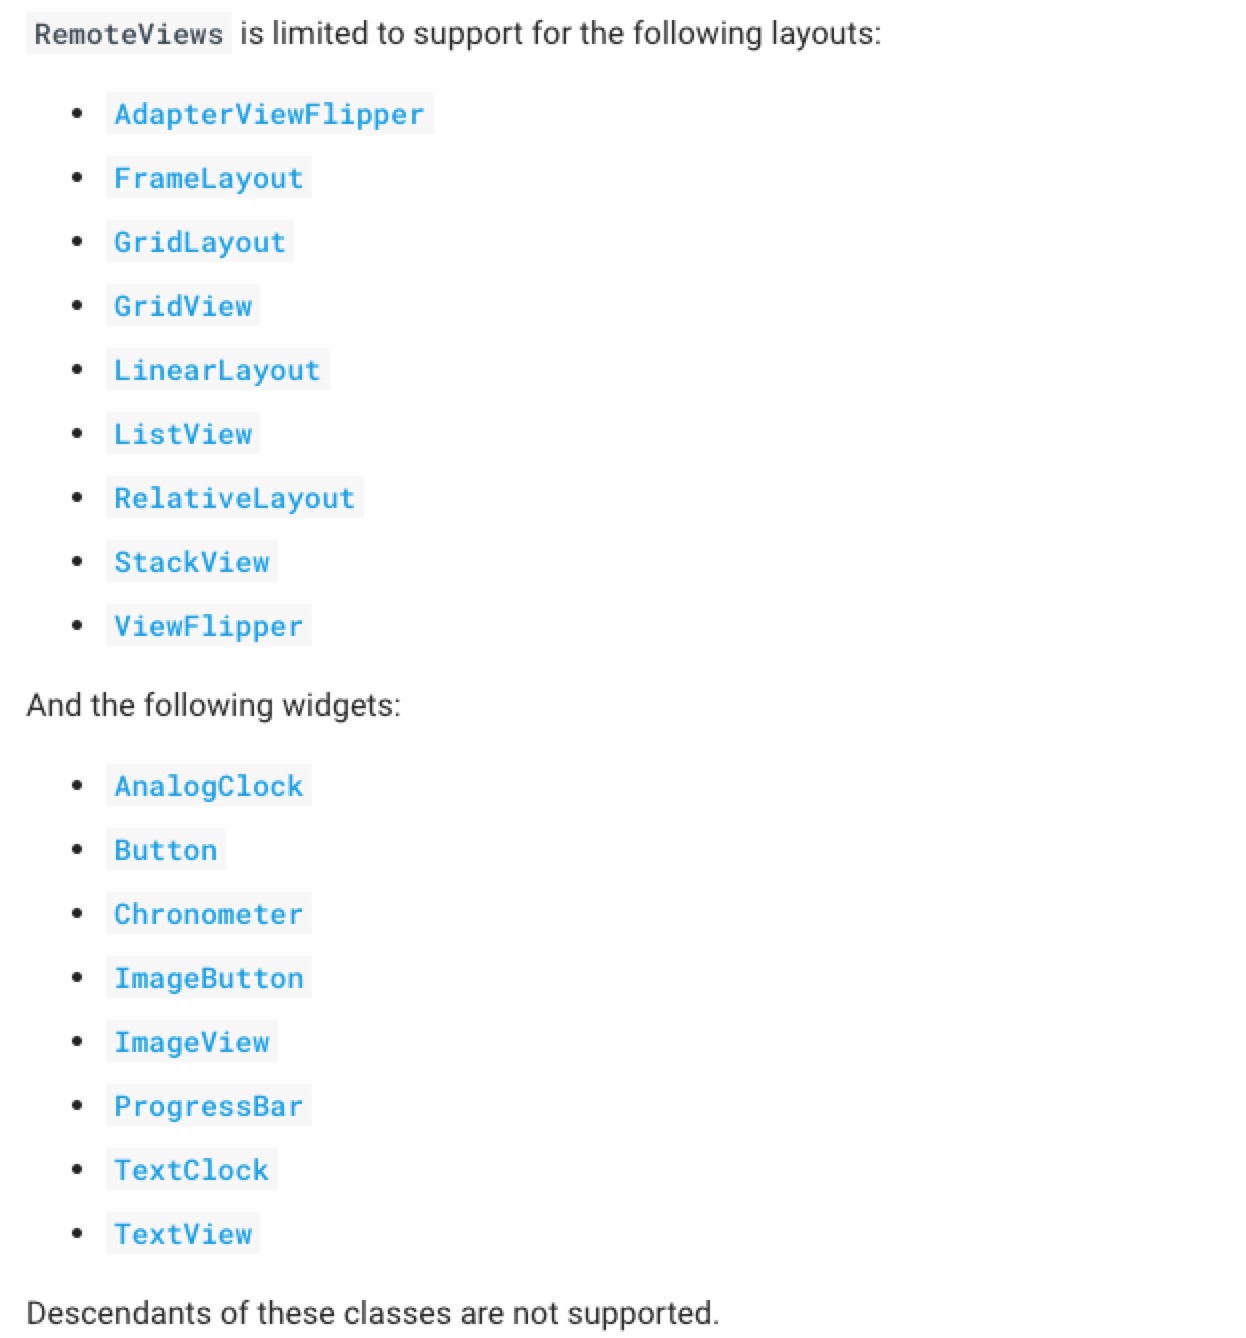 RemoteViews is limited to support for the following layouts:
• AdapterViewFlipper
• FrameLayout
• GridLayout
• GridView
• LinearLayout
• ListView
• RelativeLayout
• StackView
• ViewFlipper
And the following widgets:
• AnalogClock
• Button
• Chronometer
• ImageButton
• ImageView
• ProgressBar
• TextClock
• TextView
Descendants of these classes are not supported.